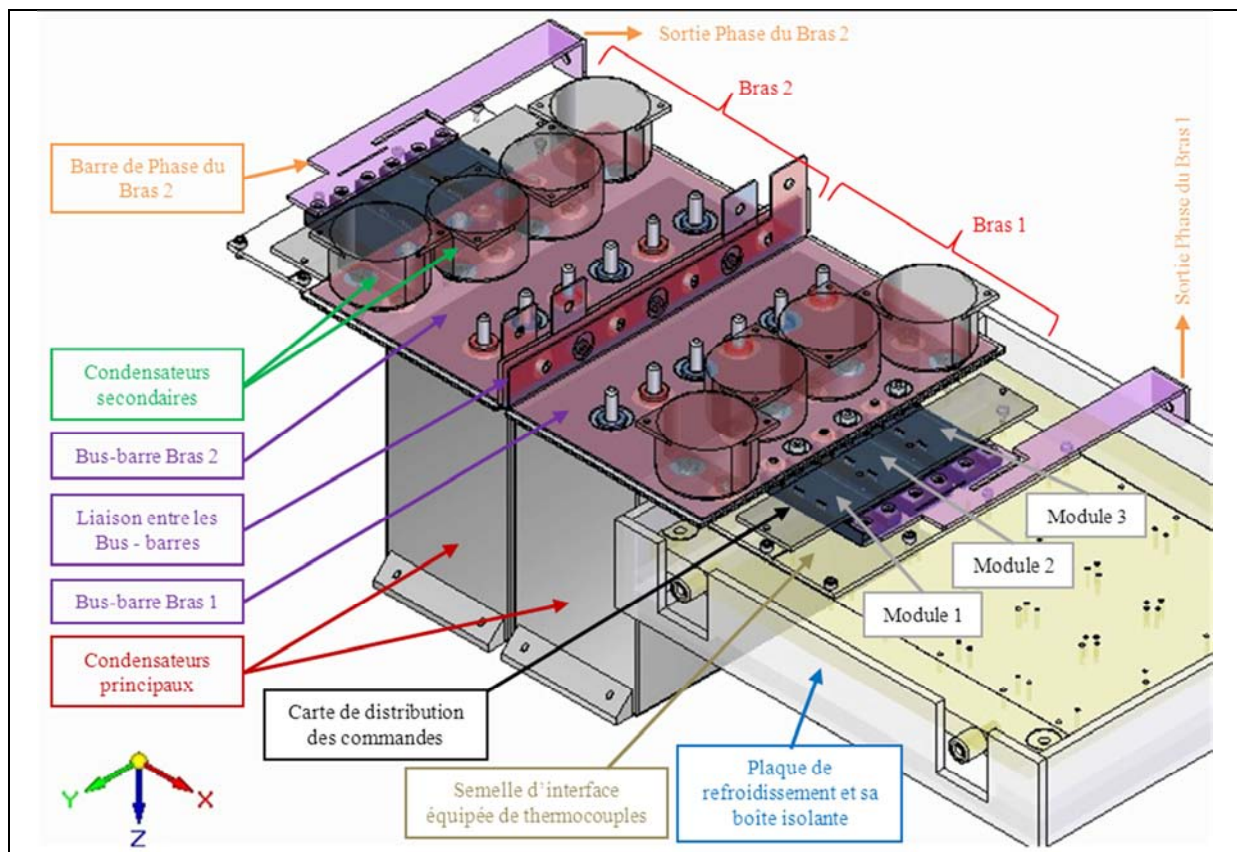 Sortie Phase du Bras 2
Bras 2
Sortie Phase du Bras 1
Barre de Phase du
Bras 2
Bras 1
Condensateurs
secondaires
Bus-barre Bras 2
Liaison entre les
Bus - barres
Bus-barre Bras 1
Condensateurs
principaux
Module 3
Module 2
Module 1
Carte de distribution
des commandes
Semelle d'interface
équipée de thermocouples
Plaque de
refroidissement et sa
boîte isolante
Y
X
Z